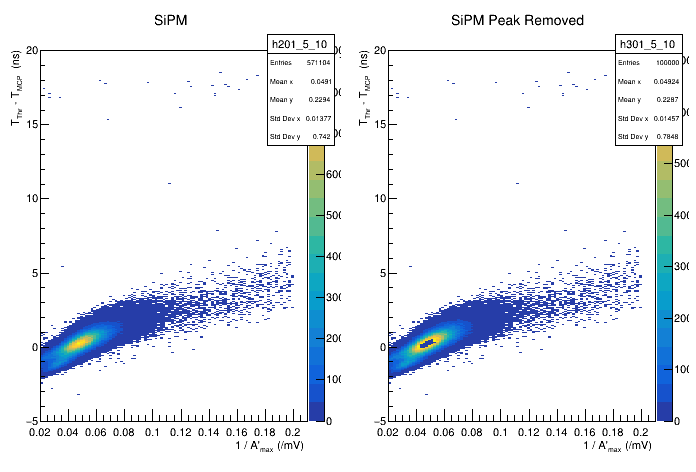 SiPM
h201_5_10
Entries 571104
Mean x 0.0491
Mean y 0.2294
Std Dev x 0.01377
Std Dev y 0.742
T_Thr - T_MCP (ns)
20
15
10
5
0
−5
0.02 0.04 0.06 0.08 0.1 0.12 0.14 0.16 0.18 0.2
1 / A'_max (/mV)
600
500
400
300
200
100
0
SiPM Peak Removed
h301_5_10
Entries 100000
Mean x 0.04924
Mean y 0.2287
Std Dev x 0.01457
Std Dev y 0.7848
T_Thr - T_MCP (ns)
20
15
10
5
0
−5
0.02 0.04 0.06 0.08 0.1 0.12 0.14 0.16 0.18 0.2
1 / A'_max (/mV)
500
400
300
200
100
0